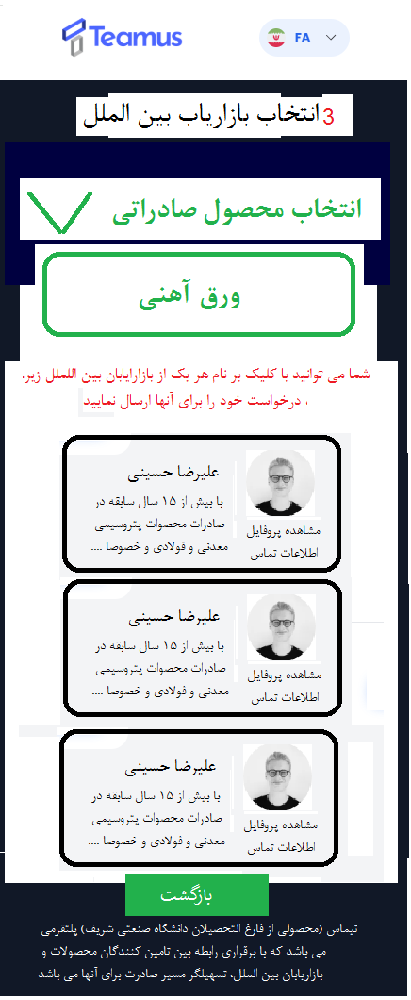 Teamus
FA
3انتخاب بازاریاب بین الملل
انتخاب محصول صادراتی
ورق آهنی
شما می توانید با کلیک بر نام هر یک از بازارایابان بین اللملل زیر،
، درخواست خود را برای آنها ارسال نمایید
علیرضا حسینی
با بیش از ۱۵ سال سابقه در
صادرات محصوات پتروسیمی
معدنی و فولادی و خصوصا ....
مشاهده پروفایل
اطلاعات تماس
علیرضا حسینی
با بیش از ۱۵ سال سابقه در
صادرات محصوات پتروسیمی
معدنی و فولادی و خصوصا ....
مشاهده پروفایل
اطلاعات تماس
علیرضا حسینی
با بیش از ۱۵ سال سابقه در
صادرات محصوات پتروسیمی
معدنی و فولادی و خصوصا ....
مشاهده پروفایل
اطلاعات تماس
بازگشت
تیماس (محصولی از فارغ التحصیلان دانشگاه صنعتی شریف) پلتفرمی
می باشد که با برقراری رابطه بین تامین کنندگان محصولات و
بازاریابان بین الملل، تسهیلگر مسیر صادرت برای آنها می باشد